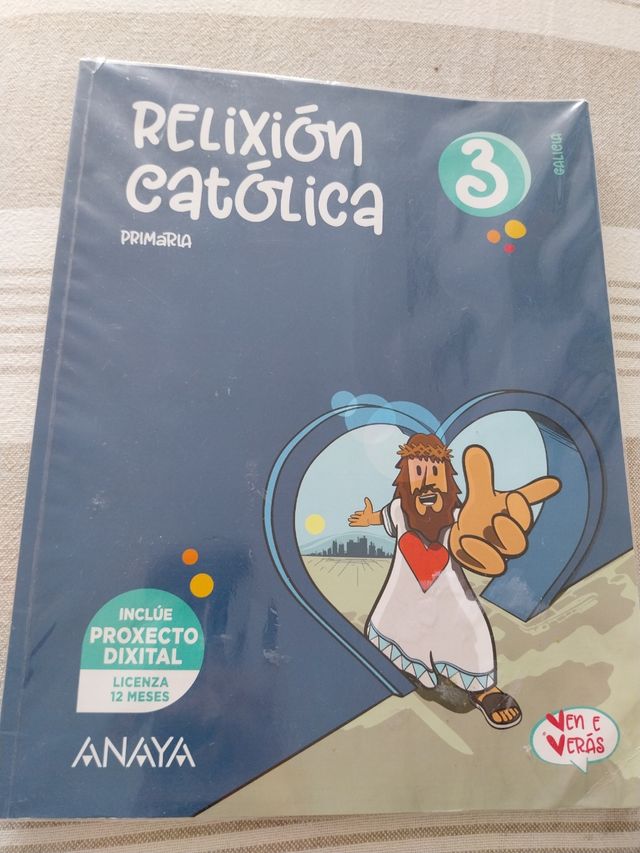 Relixión
católica
Primaria
3
GALICIA
INCLÚE
PROXECTO
DIXITAL
LICENZA
12 MESES
ANAYA
VEN E
VERÁS